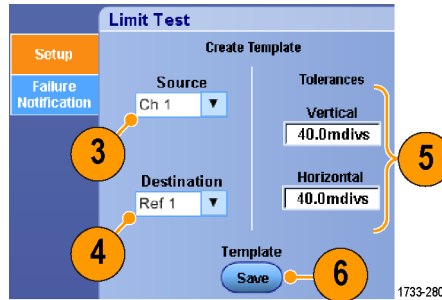 Limit Test
Setup
Failure
Notification
Create Template
Source
Ch 1
3
Destination
Ref 1
4
Tolerances
Vertical
40.0mdivs
Horizontal
40.0mdivs
5
Template
Save
6
1733-280